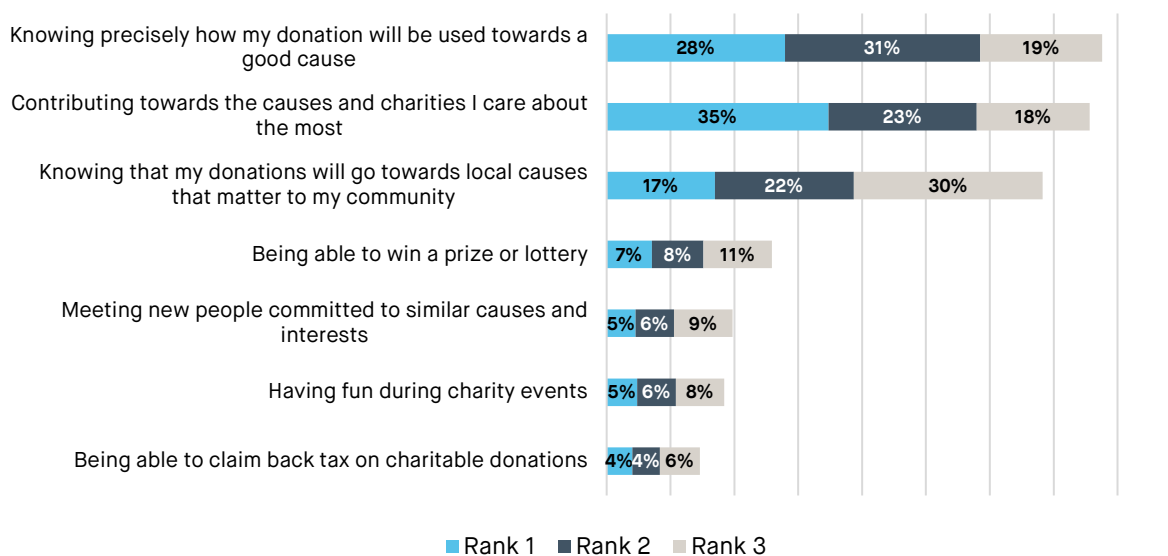 Knowing precisely how my donation will be used towards a
good cause
28% 31% 19%
Contributing towards the causes and charities I care about
the most
35% 23% 18%
Knowing that my donations will go towards local causes
that matter to my community
17% 22% 30%
Being able to win a prize or lottery
7% 8% 11%
Meeting new people committed to similar causes and
interests
5% 6% 9%
Having fun during charity events
5% 6% 8%
Being able to claim back tax on charitable donations
4% 4% 6%
Rank 1 Rank 2 Rank 3